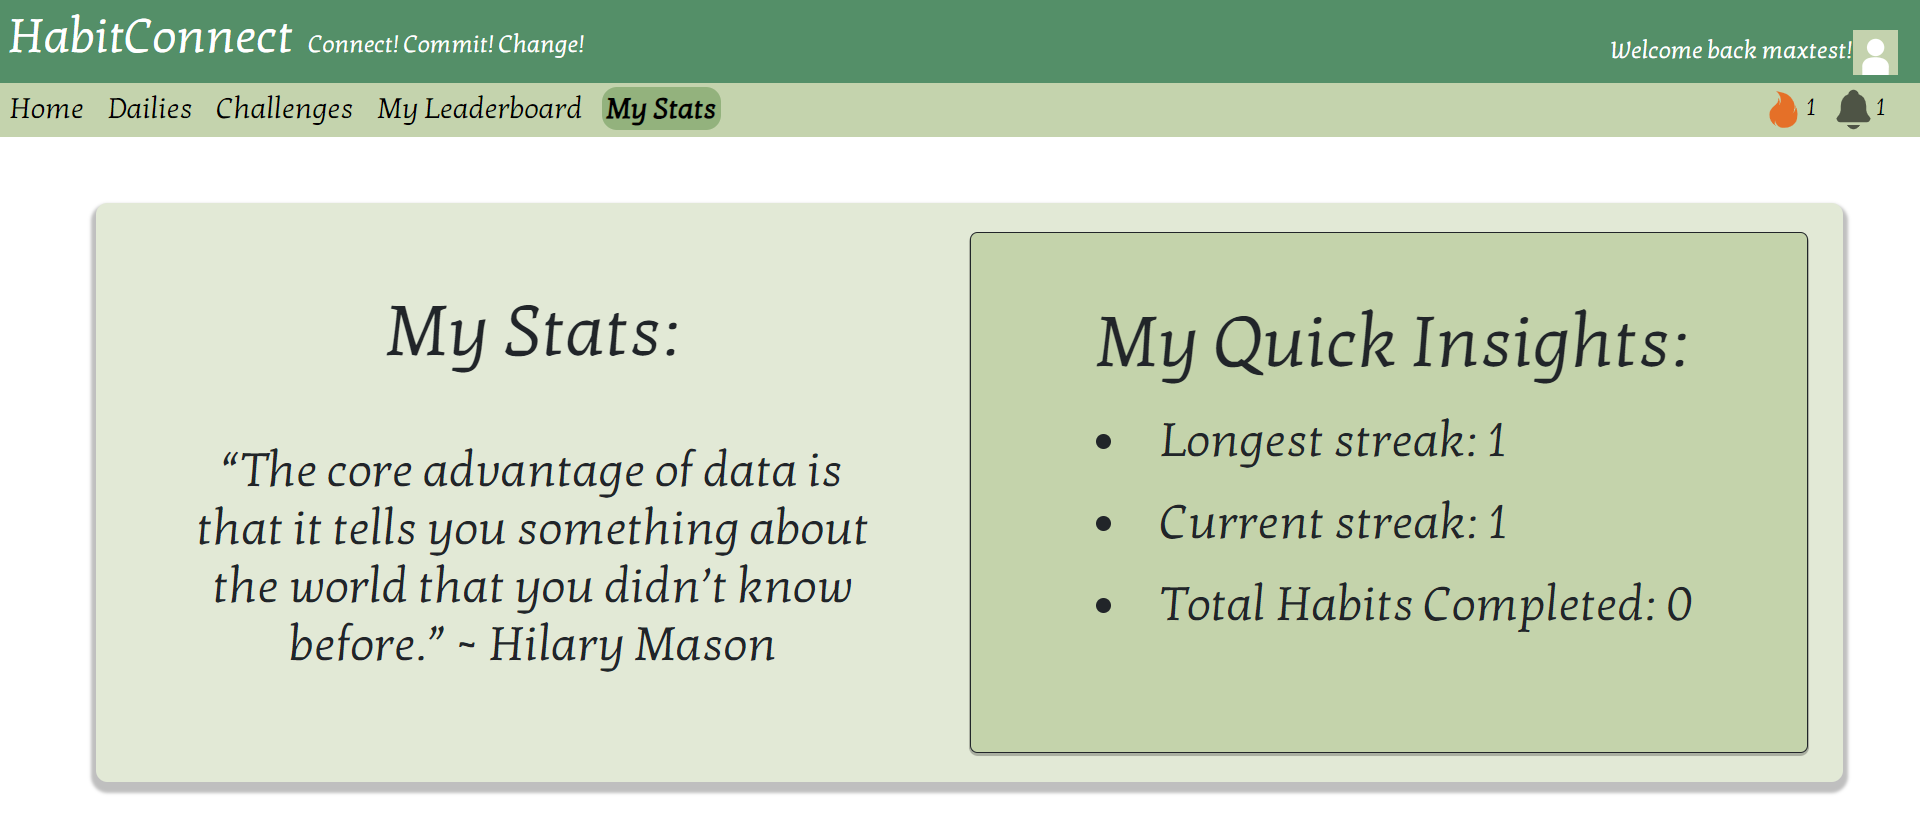 HabitConnect Connect! Commit! Change!
Welcome back maxtest!
Home Dailies Challenges My Leaderboard My Stats
1 1
My Stats:
“The core advantage of data is
that it tells you something about
the world that you didn’t know
before.” ~ Hilary Mason
My Quick Insights:
• Longest streak: 1
• Current streak: 1
• Total Habits Completed: 0